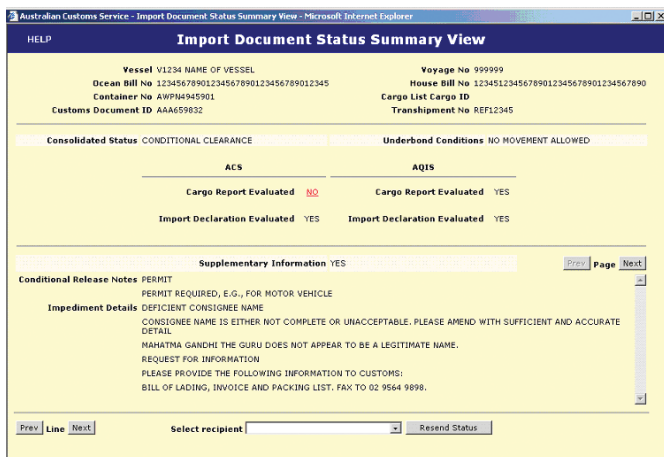 Australian Customs Service - Import Document Status Summary View - Microsoft Internet Explorer
HELP
Import Document Status Summary View
Vessel V1234 NAME OF VESSEL
Voyage No 999999
Ocean Bill No 12345678901234567890123456789012345
House Bill No 12345123456789012345678901234567890
Container No AWPN4945901
Cargo List Cargo ID
Customs Document ID AAA659832
Transhipment No REF12345
Consolidated Status CONDITIONAL CLEARANCE
Underbond Conditions NO MOVEMENT ALLOWED
ACS
AQIS
Cargo Report Evaluated NO
Cargo Report Evaluated YES
Import Declaration Evaluated YES
Import Declaration Evaluated YES
Supplementary Information YES
Prev Page Next
Conditional Release Notes PERMIT
PERMIT REQUIRED, E.G., FOR MOTOR VEHICLE
Impediment Details DEFICIENT CONSIGNEE NAME
CONSIGNEE NAME IS EITHER NOT COMPLETE OR UNACCEPTABLE. PLEASE AMEND WITH SUFFICIENT AND ACCURATE
DETAIL
MAHATMA GANDHI THE GURU DOES NOT APPEAR TO BE A LEGITIMATE NAME.
REQUEST FOR INFORMATION
PLEASE PROVIDE THE FOLLOWING INFORMATION TO CUSTOMS:
BILL OF LADING, INVOICE AND PACKING LIST. FAX TO 02 9564 9898.
Prev Line Next
Select recipient
Resend Status